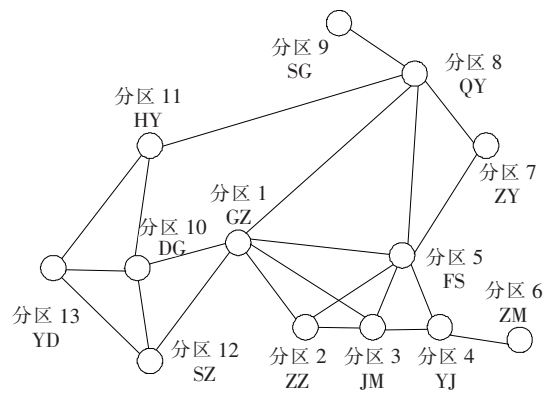 分区 9
SG
分区 8
QY
分区 11
HY
分区 7
ZY
分区 1
GZ
分区 10
DG
分区 5
FS
分区 6
ZM
分区 13
YD
分区 12
SZ
分区 2
ZZ
分区 3
JM
分区 4
YJ